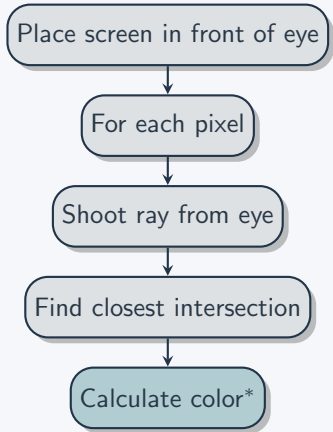 Place screen in front of eye
For each pixel
Shoot ray from eye
Find closest intersection
Calculate color*